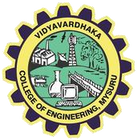 VIDYAVARDHAKA
COLLEGE OF ENGINEERING, MYSURU